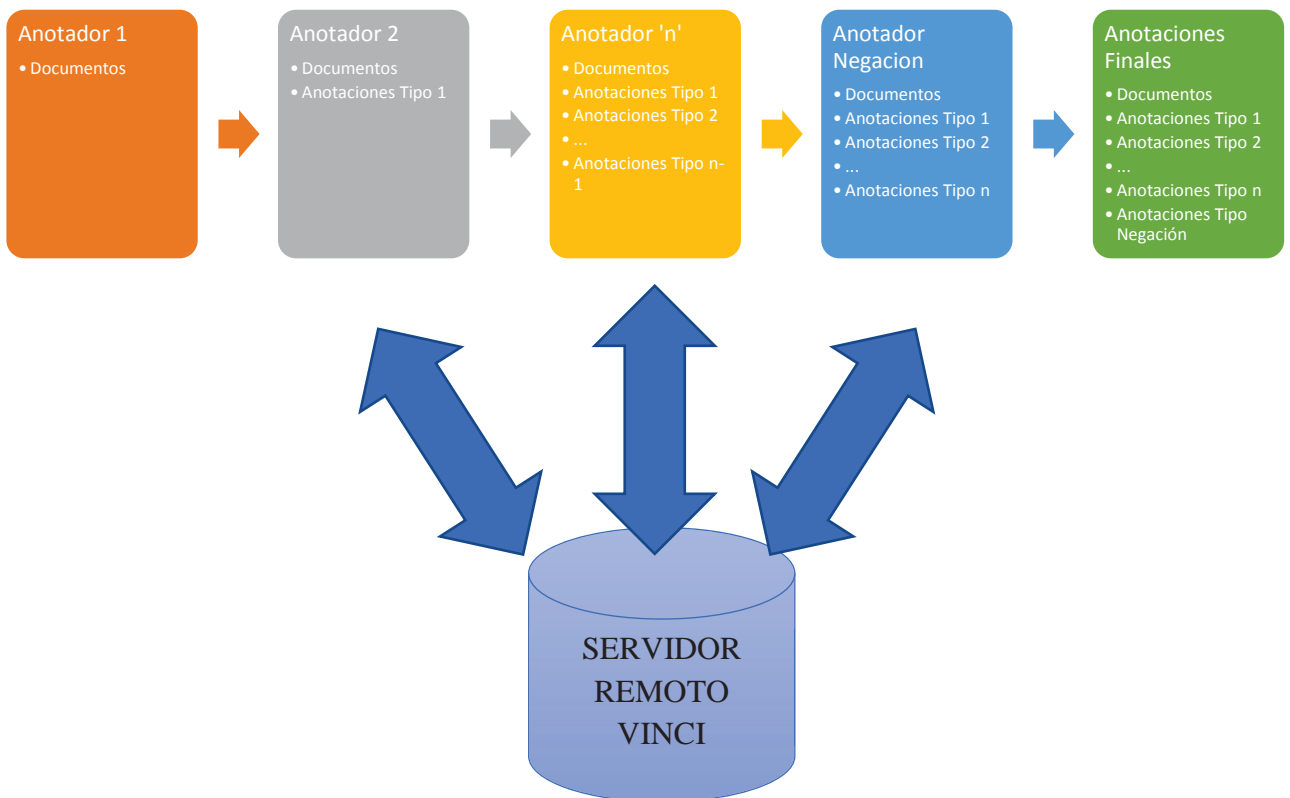 Anotador 1
• Documentos
Anotador 2
• Documentos
• Anotaciones Tipo 1
Anotador 'n'
• Documentos
• Anotaciones Tipo 1
• Anotaciones Tipo 2
• ...
• Anotaciones Tipo n-
1
Anotador
Negacion
• Documentos
• Anotaciones Tipo 1
• Anotaciones Tipo 2
• ...
• Anotaciones Tipo n
Anotaciones
Finales
• Documentos
• Anotaciones Tipo 1
• Anotaciones Tipo 2
• ...
• Anotaciones Tipo n
• Anotaciones Tipo
Negación
SERVIDOR
REMOTO
VINCI